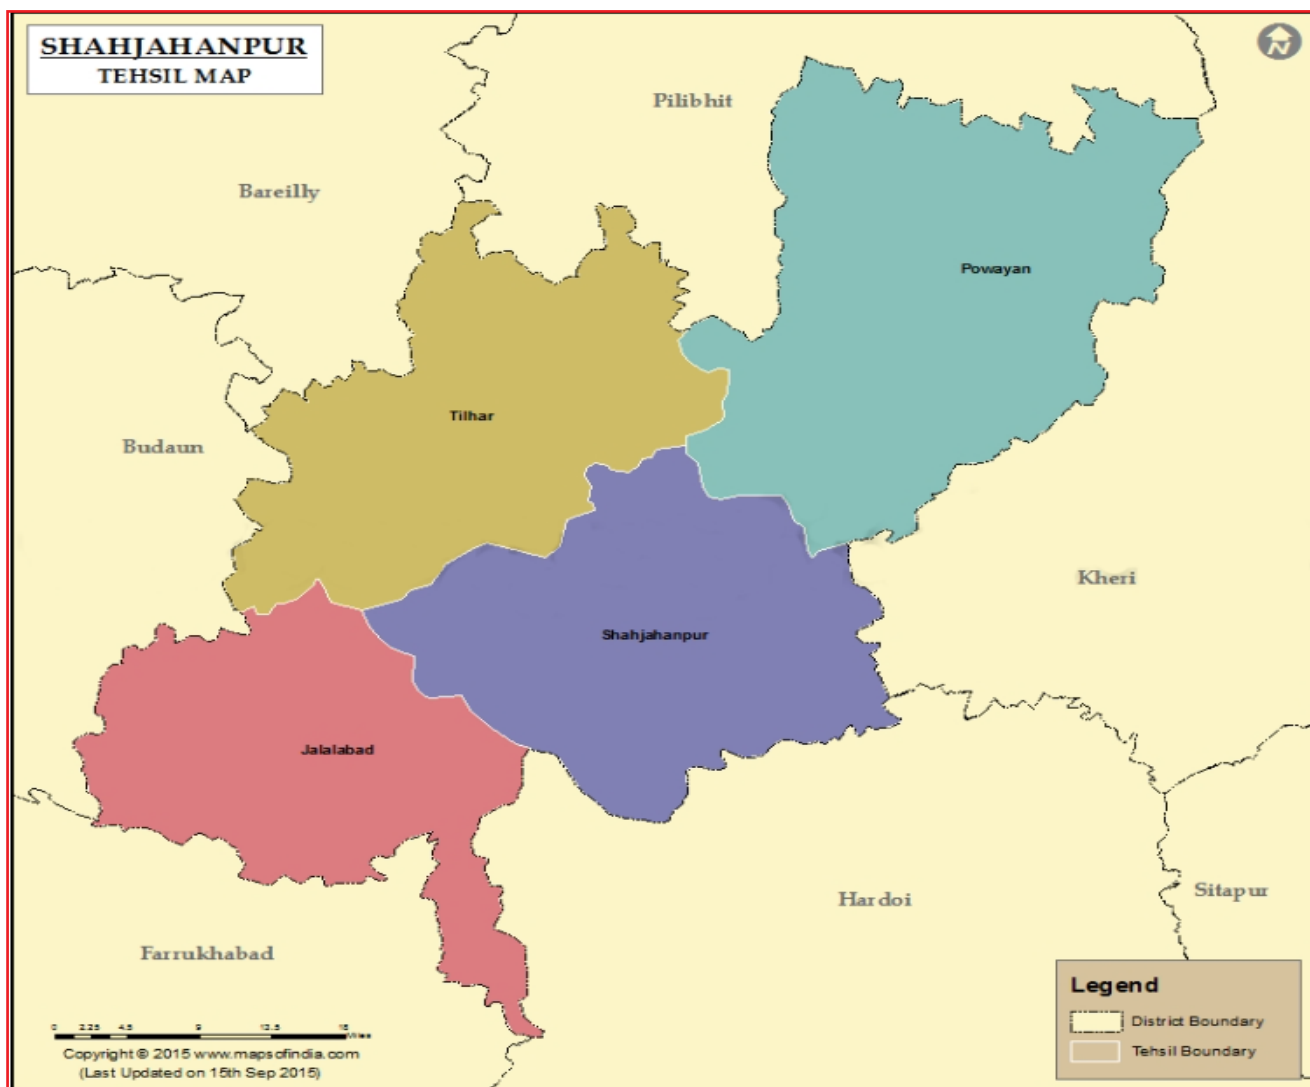 SHAHJAHANPUR
TEHSIL MAP
N
Pilibhit
Bareilly
Powayan
Tilhar
Budaun
Kheri
Shahjahanpur
Jalalabad
Hardoi
Sitapur
Farrukhabad
Legend
District Boundary
Tehsil Boundary
0 2.25 4.5 9 13.5 18
Miles
Copyright © 2015 www.mapsofindia.com
(Last Updated on 15th Sep 2015)